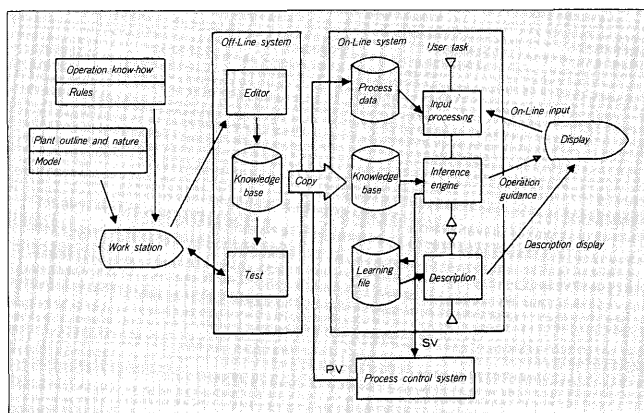 Off-Line system
On-Line system
User task
Operation know-how
Rules
Editor
Process
data
Input
processing
On-Line input
Display
Plant outline and nature
Model
Knowledge
base
Copy
Knowledge
base
Inference
engine
Operation
guidance
Work station
Test
Learning
file
Description
Description display
SV
PV
Process control system